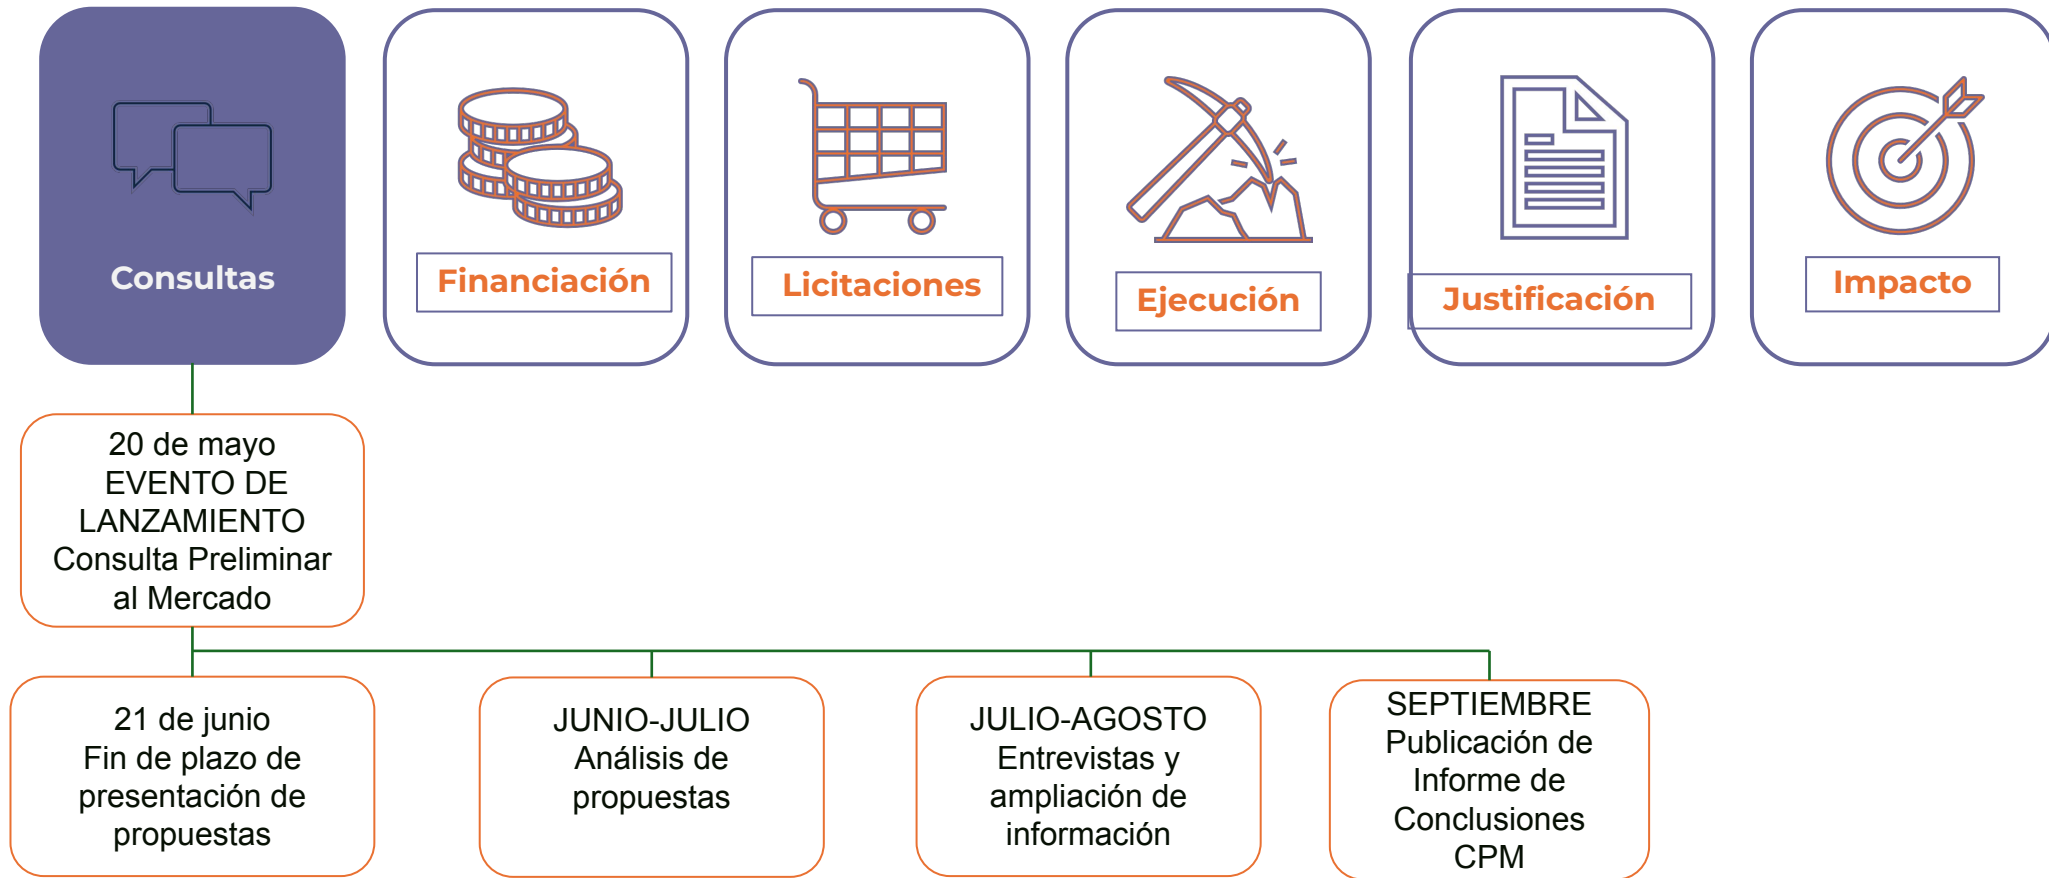 Consultas
Financiación
Licitaciones
Ejecución
Justificación
Impacto
20 de mayo
EVENTO DE
LANZAMIENTO
Consulta Preliminar
al Mercado
21 de junio
Fin de plazo de
presentación de
propuestas
JUNIO-JULIO
Análisis de
propuestas
JULIO-AGOSTO
Entrevistas y
ampliación de
información
SEPTIEMBRE
Publicación de
Informe de
Conclusiones
CPM